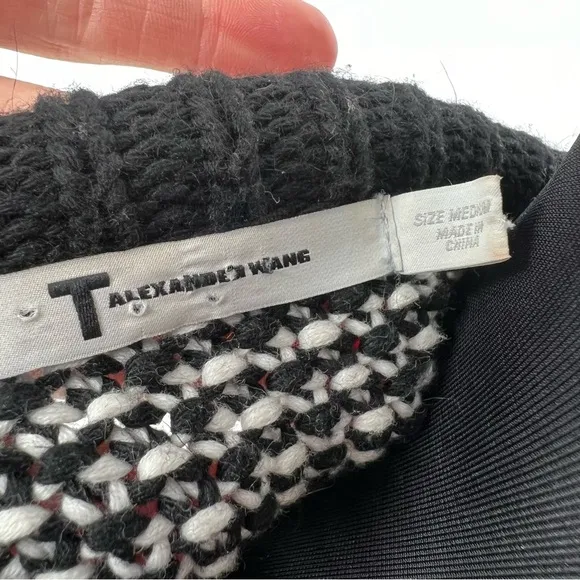 T ALEXANDER WANG
SIZE MEDIUM
MADE IN
CHINA